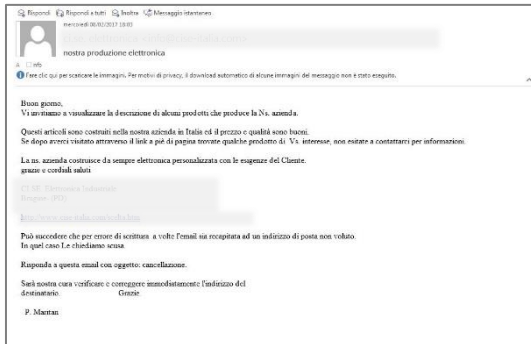 Rispondi Rispondi a tutti Inoltra Messaggio istantaneo
mercoledì 08/02/2017 18:03
nostra produzione elettronica
info
Fare clic qui per scaricare le immagini. Per motivi di privacy, il download automatico di alcune immagini del messaggio non è stato eseguito.
Buon giorno,
Vi invitiamo a visualizzare la descrizione di alcuni prodotti che produce la Ns. azienda.
Questi articoli sono costruiti nella nostra azienda in Italia ed il prezzo e qualità sono buoni.
Se dopo averci visitato attraverso il link a piè di pagina trovate qualche prodotto di Vs. interesse, non esitate a contattarci per informazioni.
La ns. azienda costruisce da sempre elettronica personalizzata con le esigenze del Cliente.
grazie e cordiali saluti
Può succedere che per errore di scrittura a volte l'email sia recapitata ad un indirizzo di posta non voluto.
In quel caso Le chiediamo scusa.
Risponda a questa email con oggetto: cancellazione.
Sarà nostra cura verificare e correggere immediatamente l'indirizzo del
destinatario. Grazie
P. Mantan